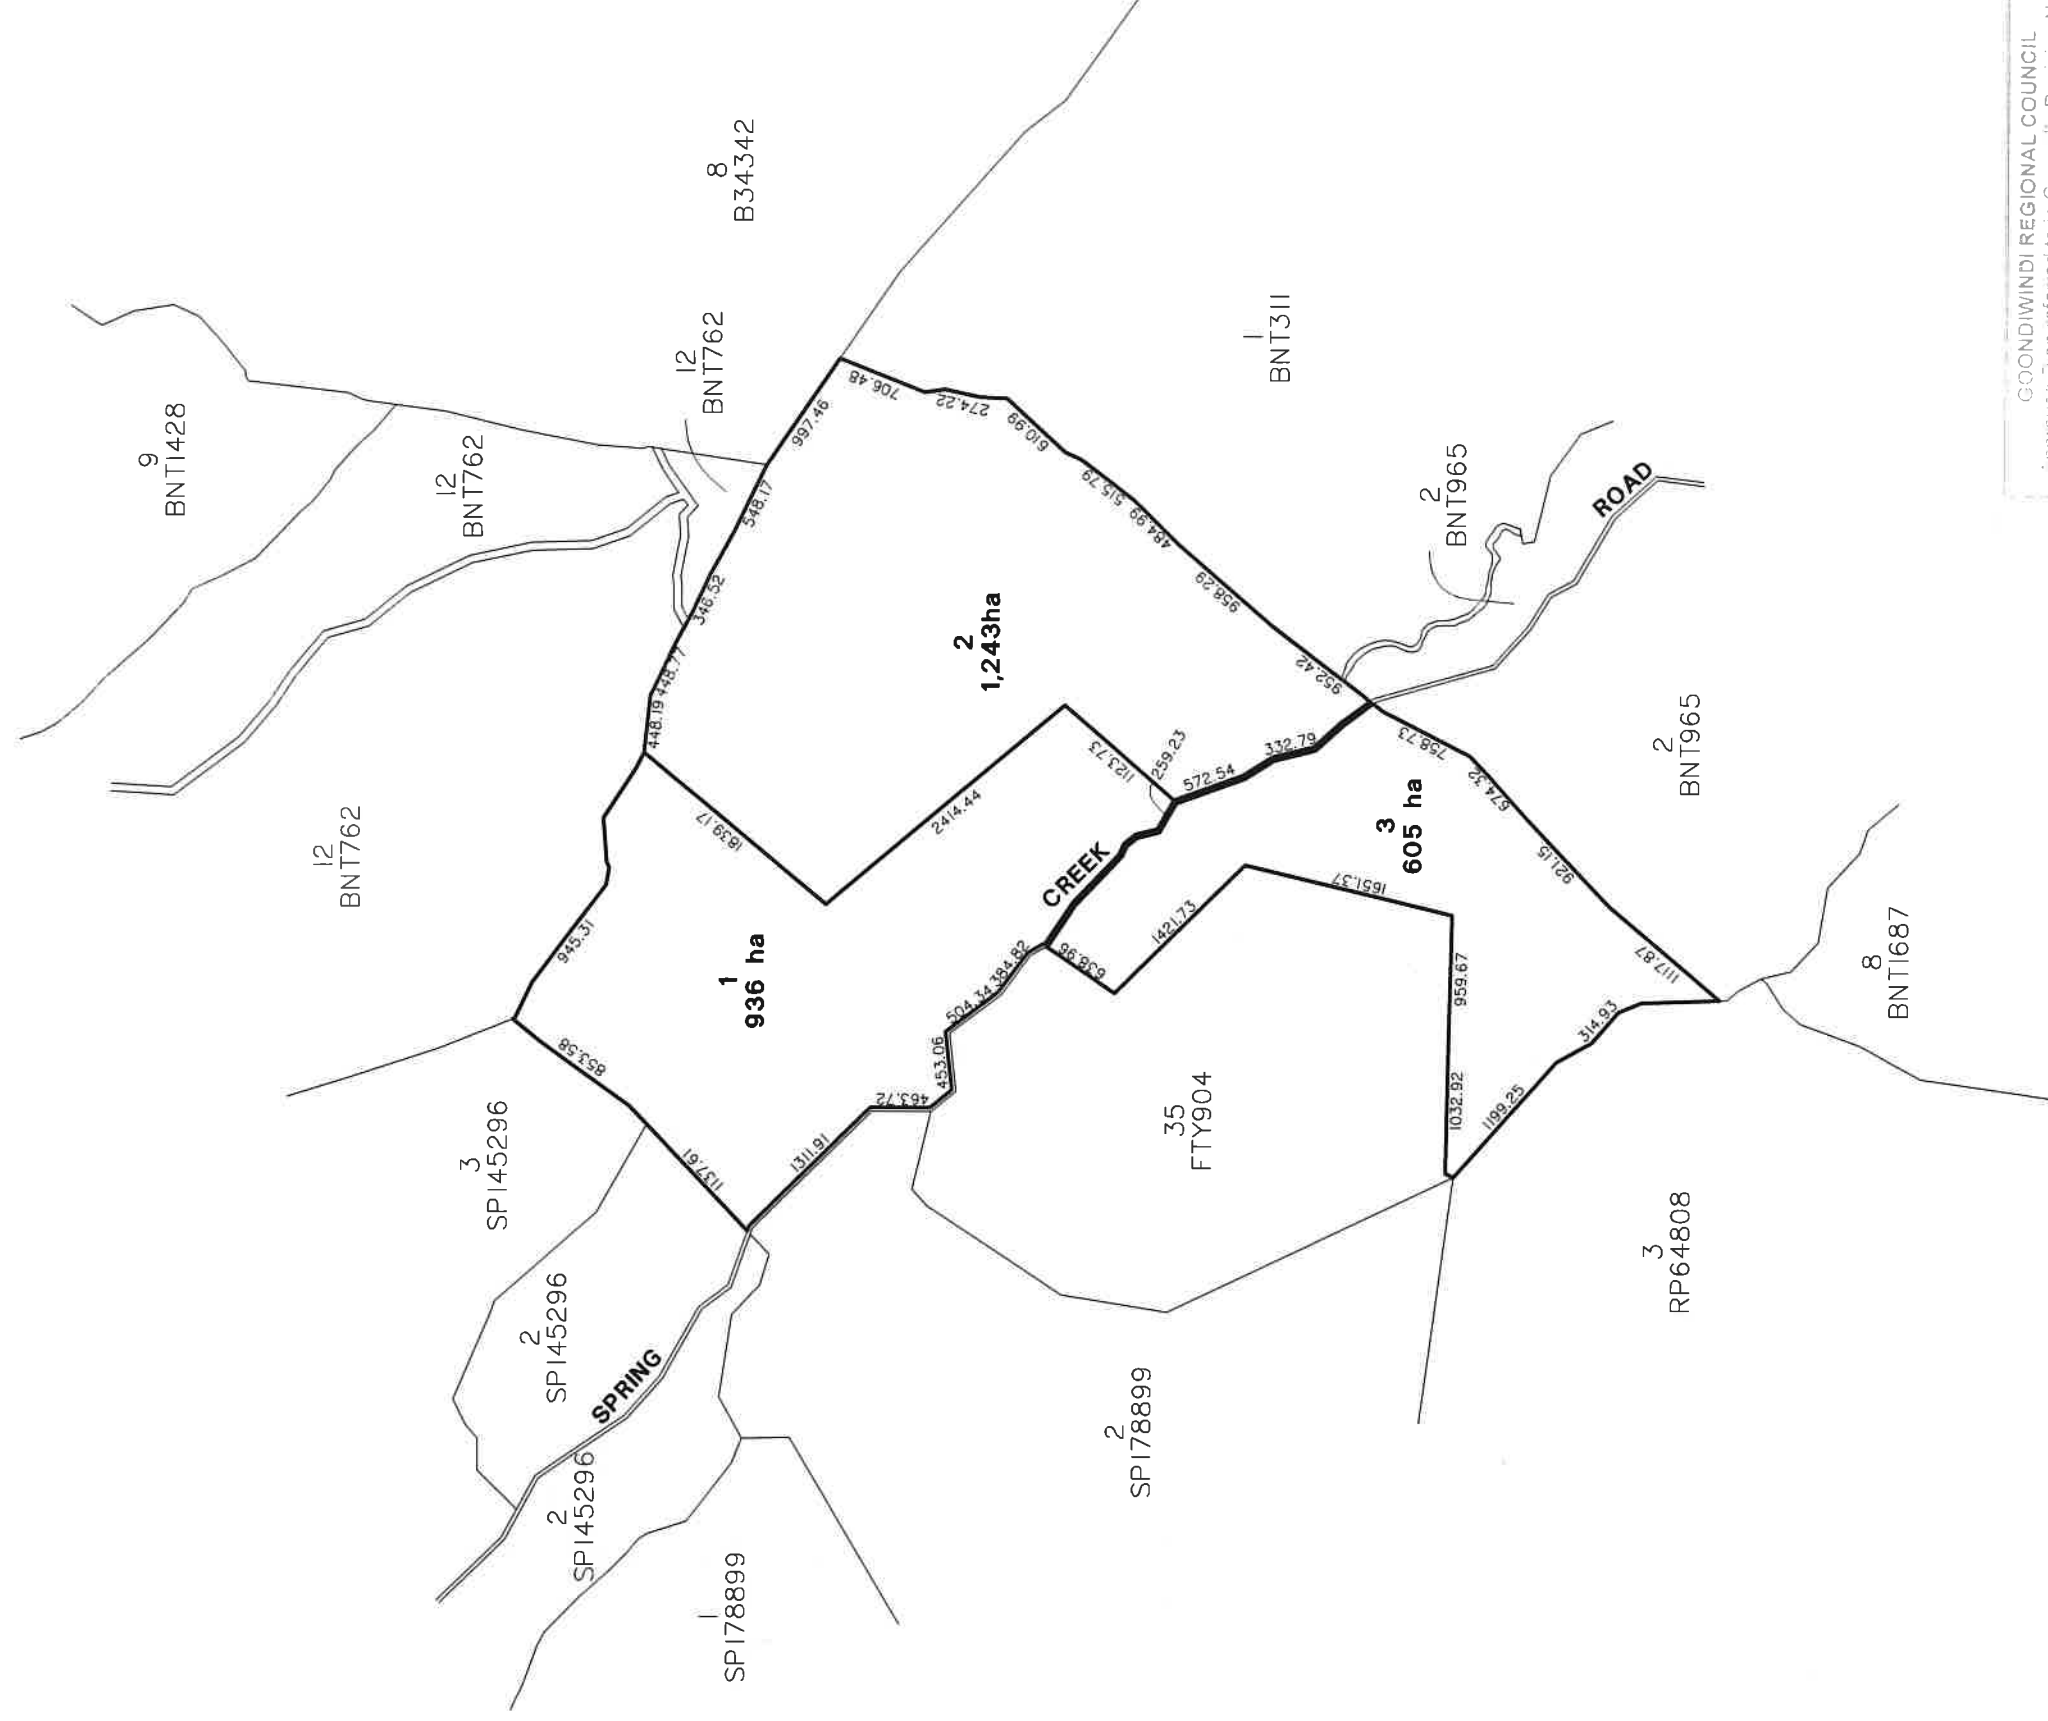 9
BNT1428
12
BNT762
12
BNT762
8
B34342
12
BNT762
1
BNT311
2
BNT965
ROAD
2
BNT965
8
BNT1687
3
RP64808
35
FTY904
2
SP178899
1
SP178899
2
SP145296
2
SP145296
3
SP145296
SPRING
CREEK
1
936 ha
2
1,243ha
3
605 ha
997.46
548.17
346.52
448.77
448.19
945.31
853.58
1137.61
1311.91
463.72
453.06
504.34
384.82
638.96
1421.73
1651.37
959.67
1032.92
1199.25
314.93
1117.87
921.15
674.32
758.73
332.79
572.54
259.23
1123.73
2414.44
1839.17
706.48
274.22
610.99
515.79
484.99
958.29
952.42
GOONDIWINDI REGIONAL COUNCIL